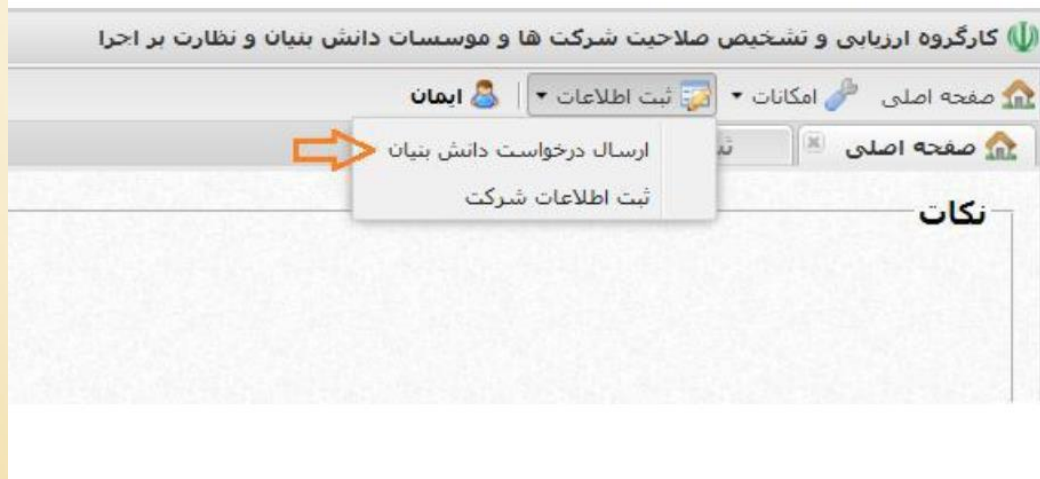 کارگروه ارزیابی و تشخیص صلاحیت شرکت ها و موسسات دانش بنیان و نظارت بر اجرا
صفحه اصلی امکانات ثبت اطلاعات ایمان
صفحه اصلی
ارسال درخواست دانش بنیان
ثبت اطلاعات شرکت
نکات